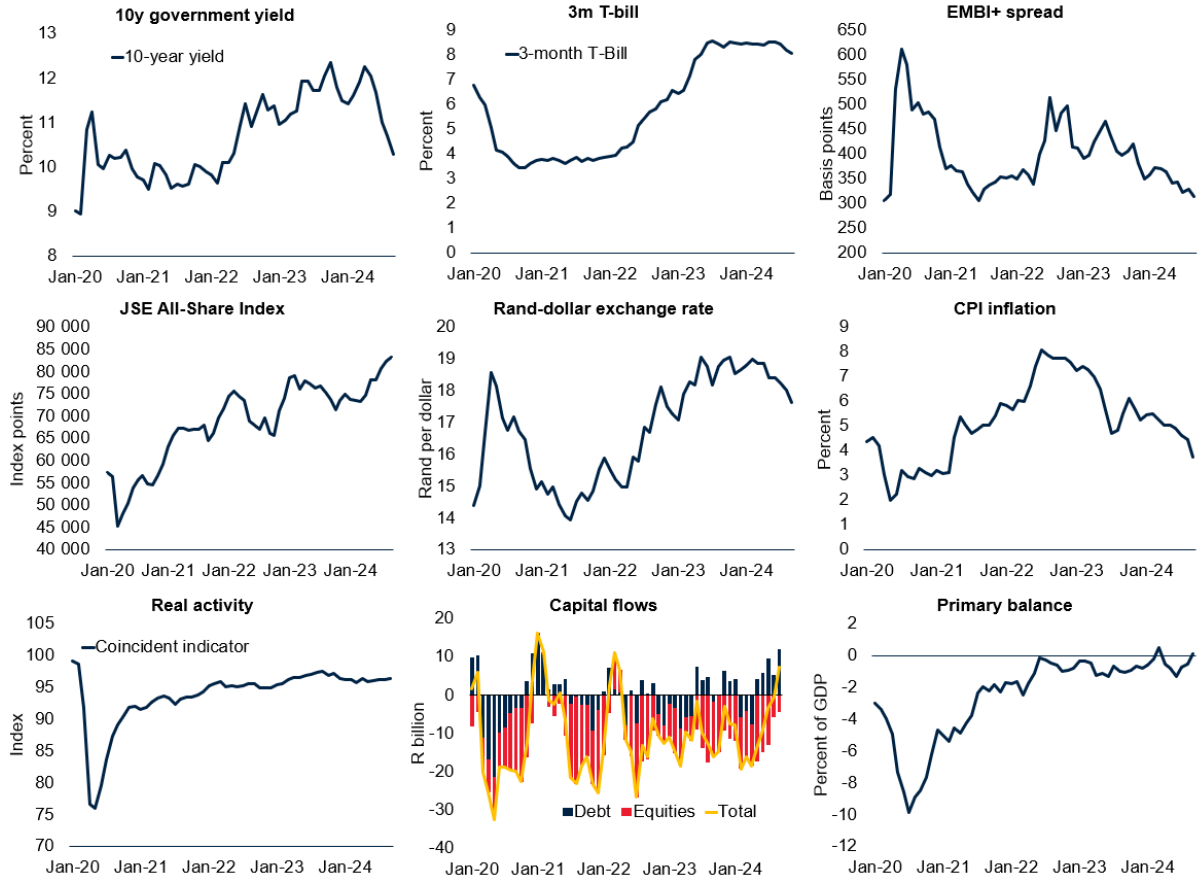 10y government yield
13
12
11
10
9
8
Percent
10-year yield
Jan-20 Jan-21 Jan-22 Jan-23 Jan-24
3m T-bill
9
8
7
6
5
4
3
2
1
0
Percent
3-month T-Bill
Jan-20 Jan-21 Jan-22 Jan-23 Jan-24
EMBI+ spread
650
600
550
500
450
400
350
300
250
200
Basis points
Jan-20 Jan-21 Jan-22 Jan-23 Jan-24
JSE All-Share Index
90 000
85 000
80 000
75 000
70 000
65 000
60 000
55 000
50 000
45 000
40 000
Index points
Jan-20 Jan-21 Jan-22 Jan-23 Jan-24
Rand-dollar exchange rate
20
19
18
17
16
15
14
13
Rand per dollar
Jan-20 Jan-21 Jan-22 Jan-23 Jan-24
CPI inflation
9
8
7
6
5
4
3
2
1
0
Percent
Jan-20 Jan-21 Jan-22 Jan-23 Jan-24
Real activity
105
100
95
90
85
80
75
70
Index
Coincident indicator
Jan-20 Jan-21 Jan-22 Jan-23 Jan-24
Capital flows
20
10
0
-10
-20
-30
-40
R billion
Debt Equities Total
Jan-20 Jan-21 Jan-22 Jan-23 Jan-24
Primary balance
2
0
-2
-4
-6
-8
-10
-12
Percent of GDP
Jan-20 Jan-21 Jan-22 Jan-23 Jan-24